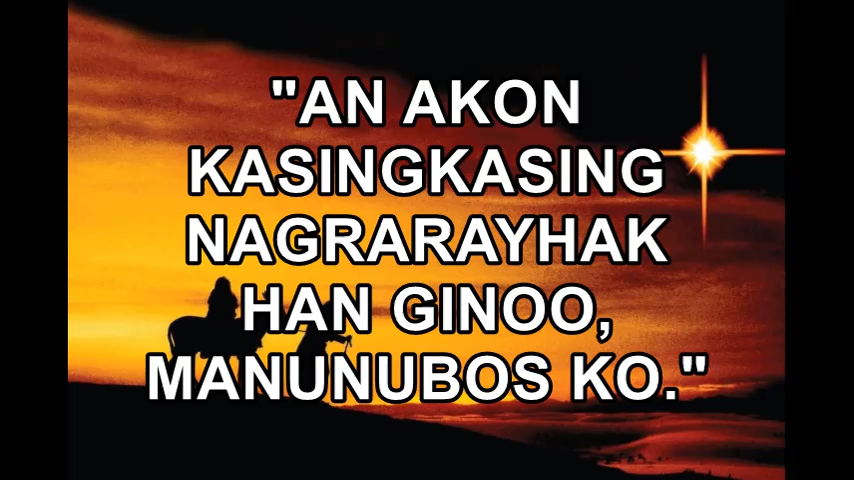 "AN AKON
KASINGKASING
NAGRARAYHAK
HAN GINOO,
MANUNUBOS KO."